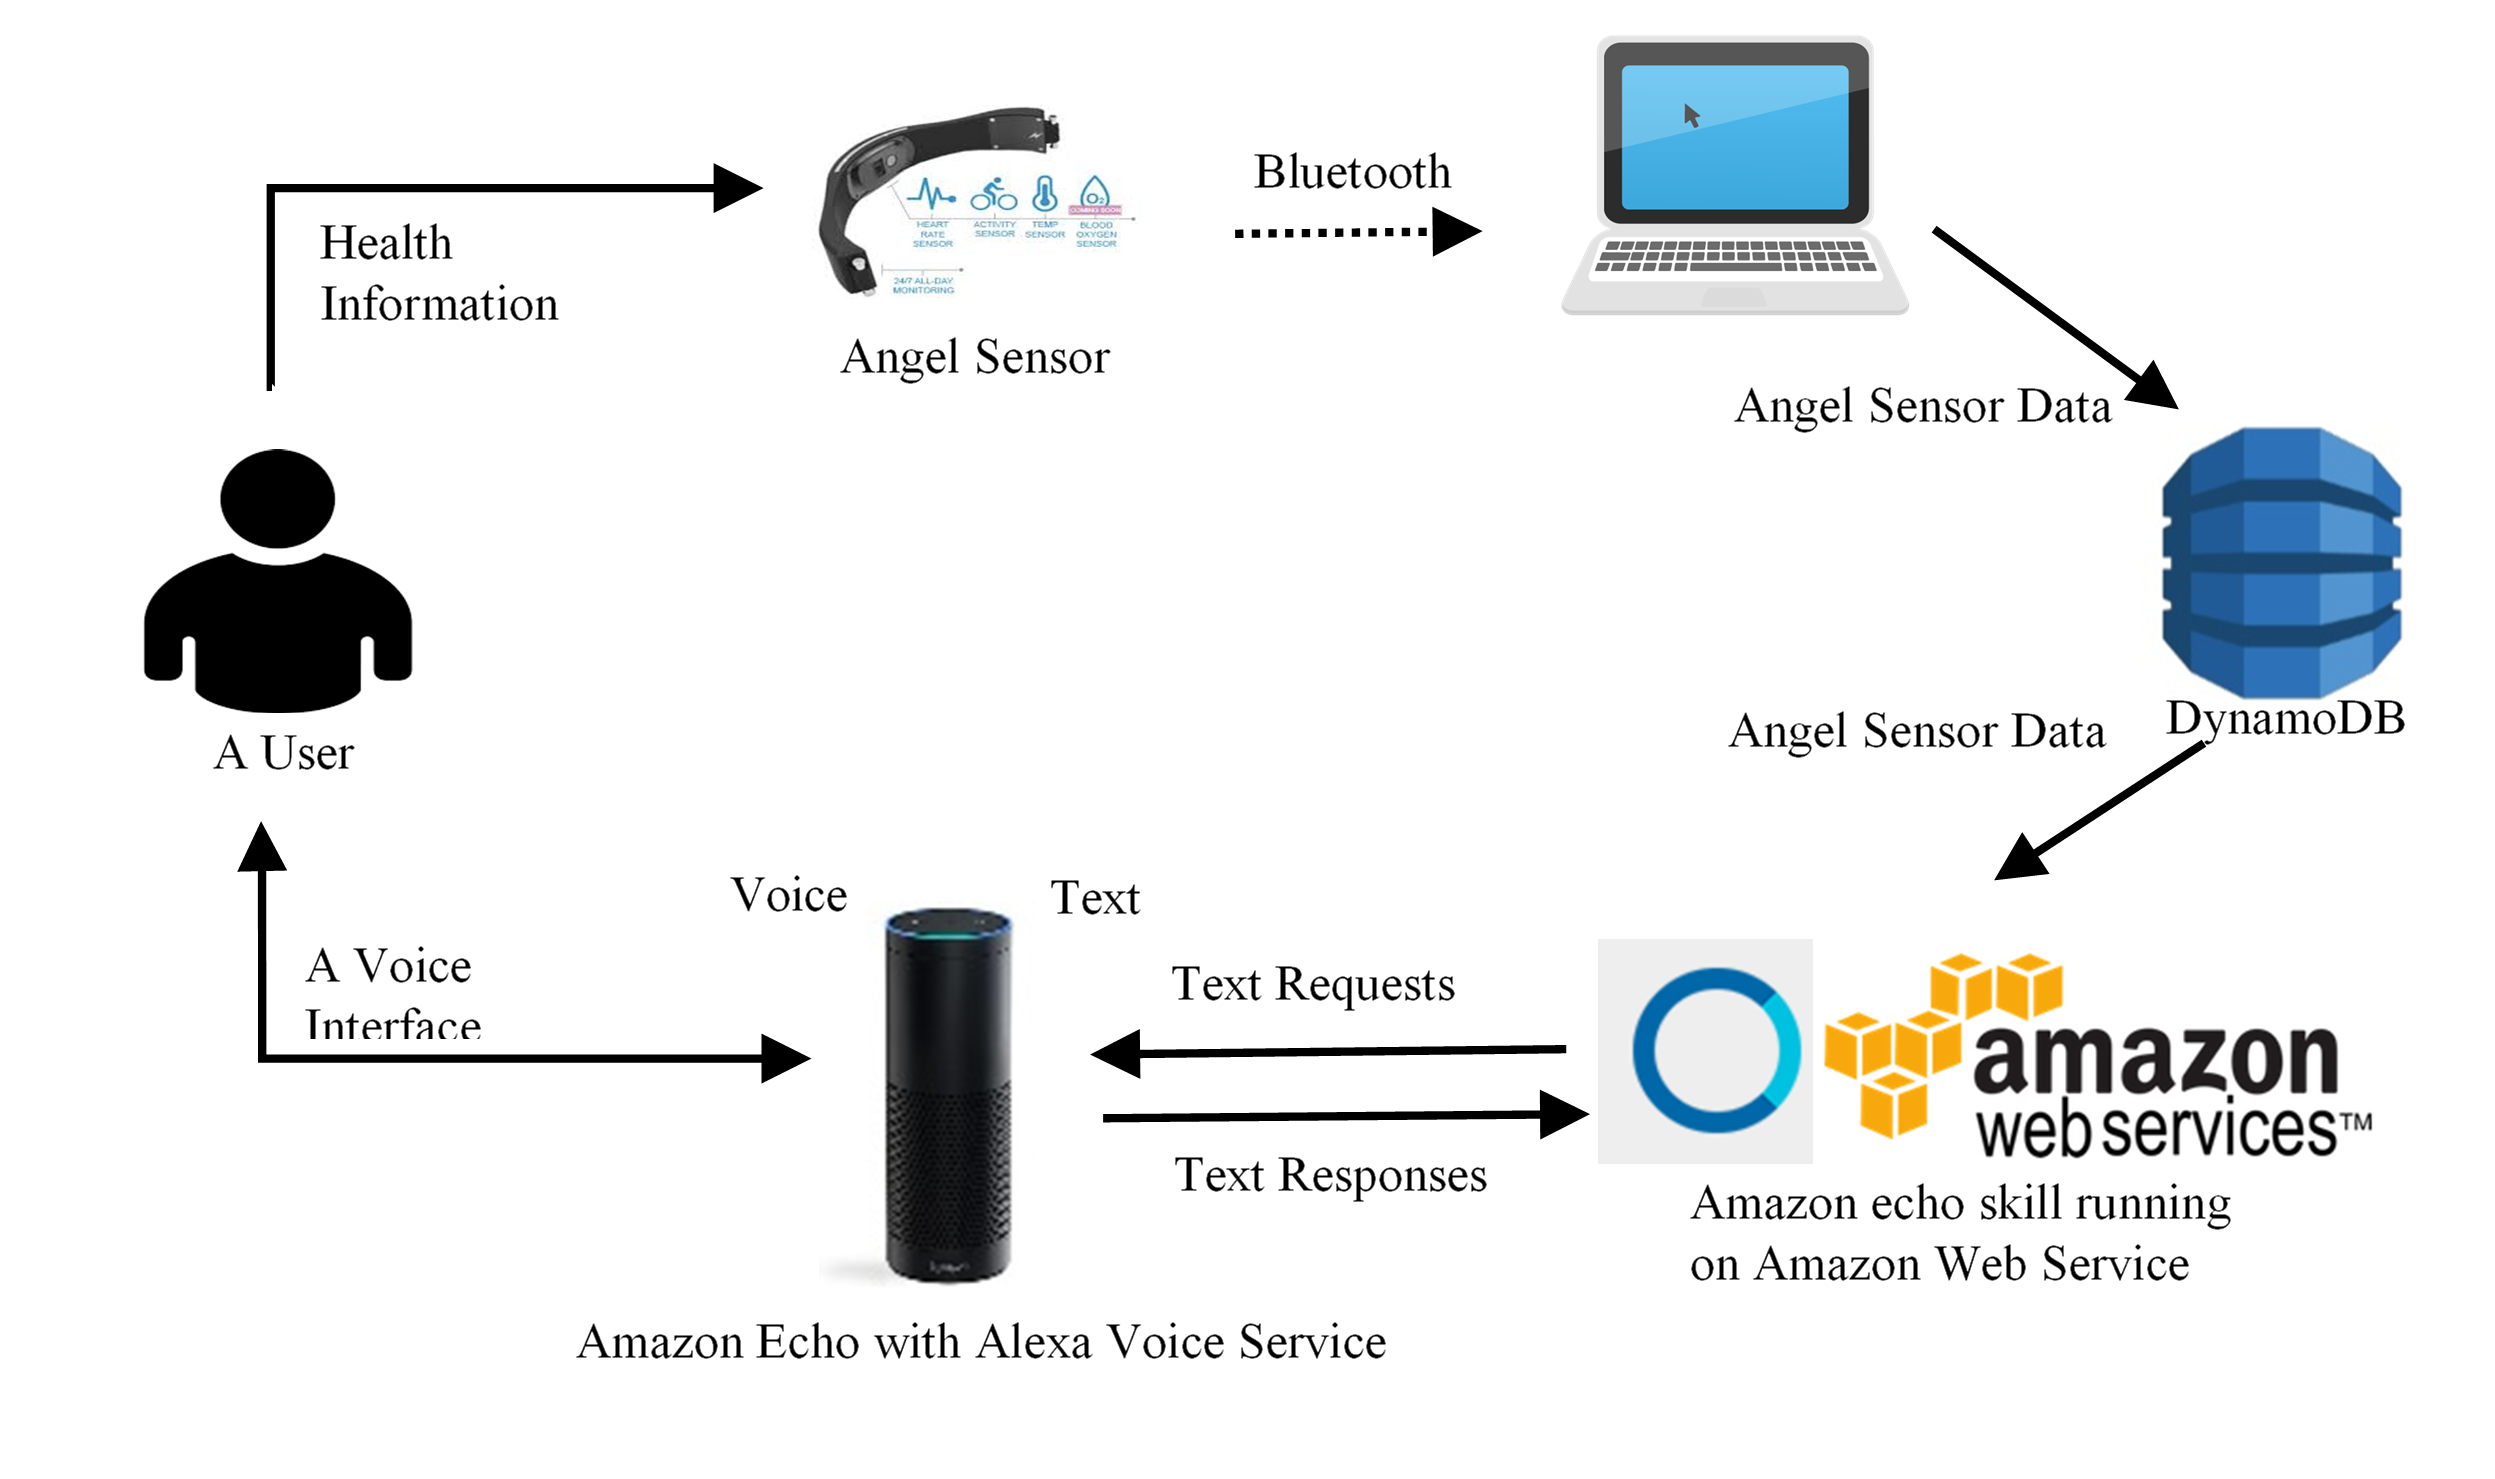 Health
Information
HEART
RATE
SENSOR
ACTIVITY
SENSOR
TEMP
SENSOR
O2
COMING SOON
BLOOD
OXYGEN
SENSOR
24/7 ALL-DAY
MONITORING
Angel Sensor
Bluetooth
Angel Sensor Data
DynamoDB
Angel Sensor Data
A User
A Voice
Interface
Voice
Text
Text Requests
Text Responses
Amazon Echo with Alexa Voice Service
amazon
web services™
Amazon echo skill running
on Amazon Web Service